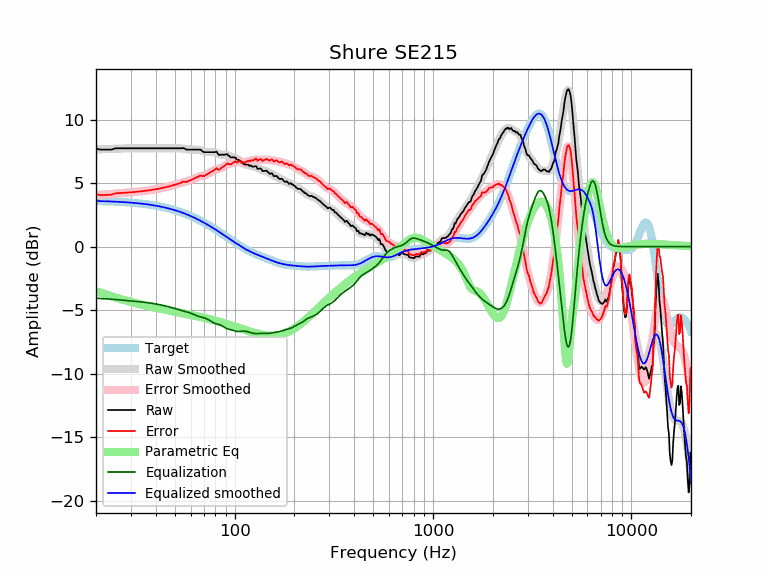 Shure SE215
Amplitude (dBr)
10
5
0
−5
−10
−15
−20
Target
Raw Smoothed
Error Smoothed
Raw
Error
Parametric Eq
Equalization
Equalized smoothed
100
1000
10000
Frequency (Hz)